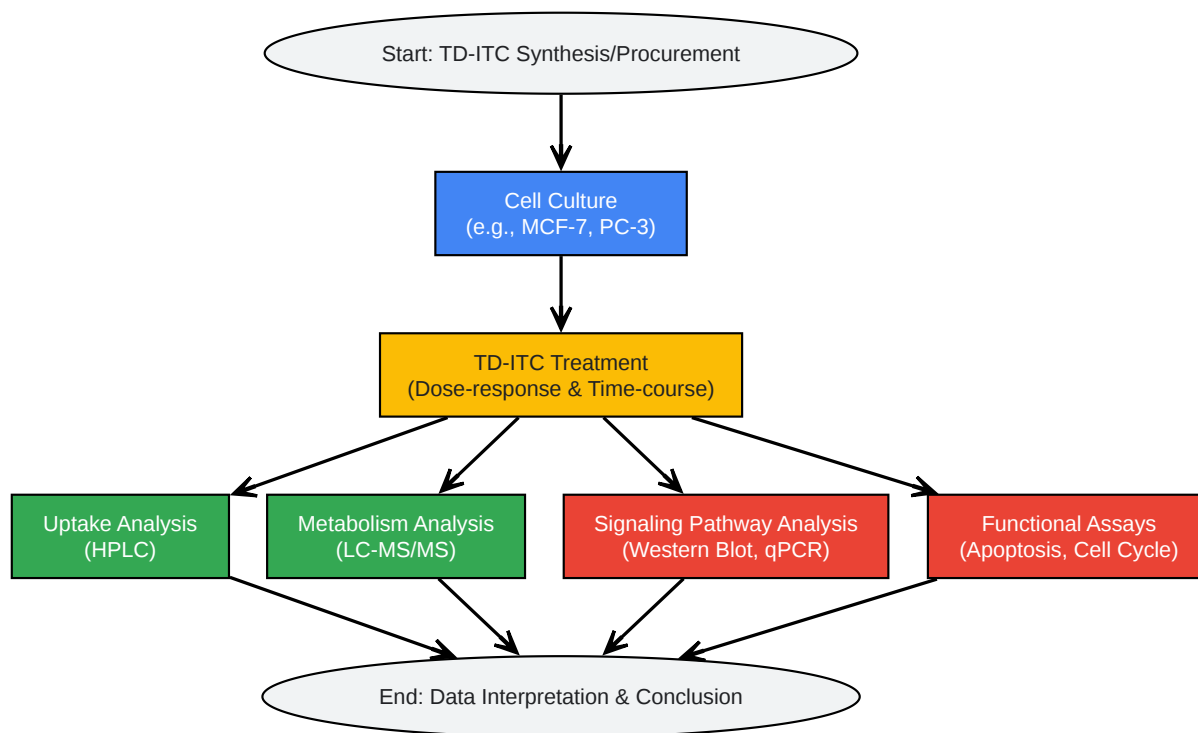 Start: TD-ITC Synthesis/Procurement
Cell Culture
(e.g., MCF-7, PC-3)
TD-ITC Treatment
(Dose-response & Time-course)
Uptake Analysis
(HPLC)
Metabolism Analysis
(LC-MS/MS)
Signaling Pathway Analysis
(Western Blot, qPCR)
Functional Assays
(Apoptosis, Cell Cycle)
End: Data Interpretation & Conclusion